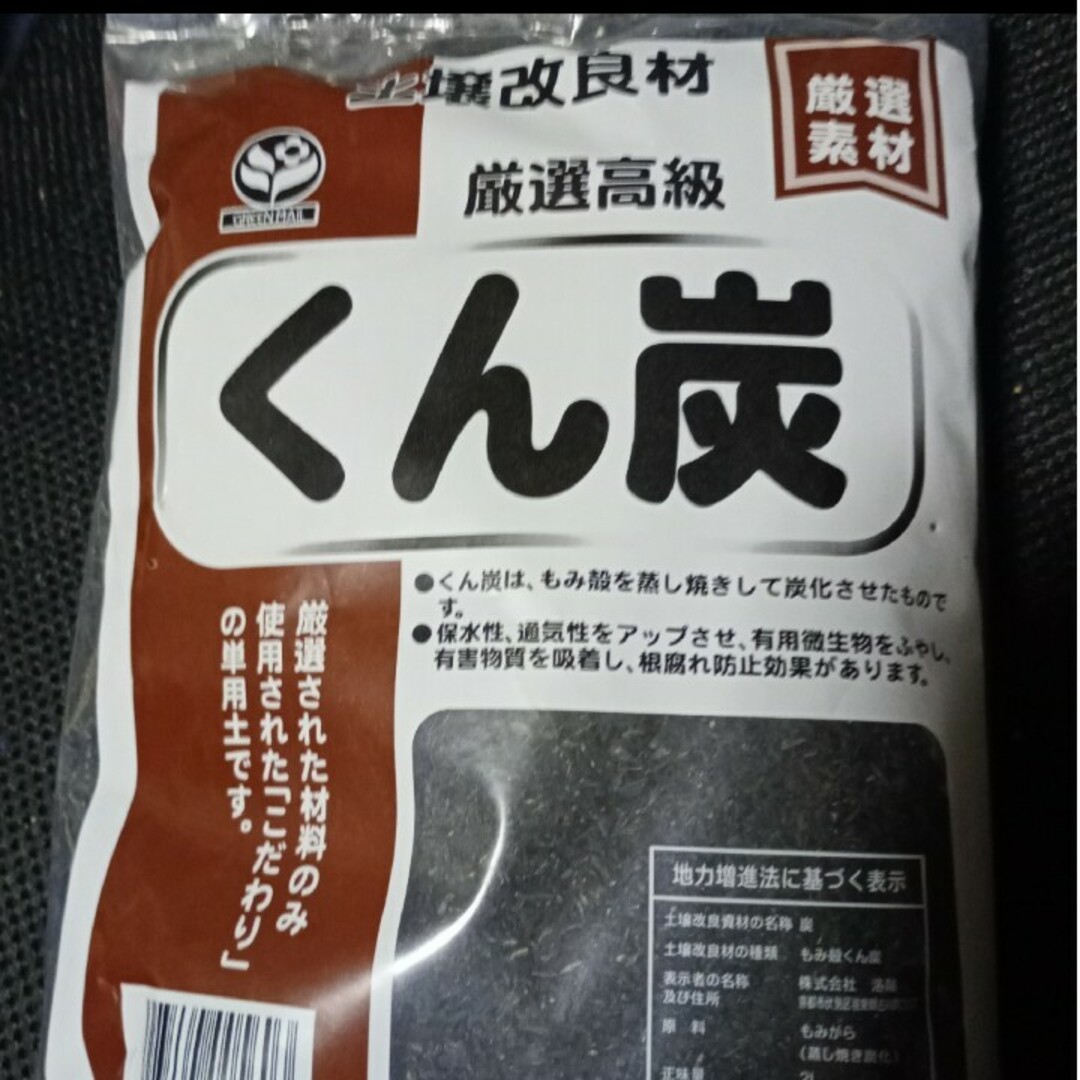 土壌改良材
厳選
素材
GREEN MAIL
厳選高級
くん炭
●くん炭は、もみ殻を蒸し焼きして炭化させたもので
す。
●保水性、通気性をアップさせ、有用微生物をふやし、
有害物質を吸着し、根腐れ防止効果があります。
厳選された材料のみ
使用された「こだわり」
の単用土です。
地力増進法に基づく表示
土壌改良資材の名称 炭
土壌改良材の種類 もみ殻くん炭
表示者の名称 株式会社
及び住所
原料 もみがら
(蒸し焼き炭化)
正味量 2L